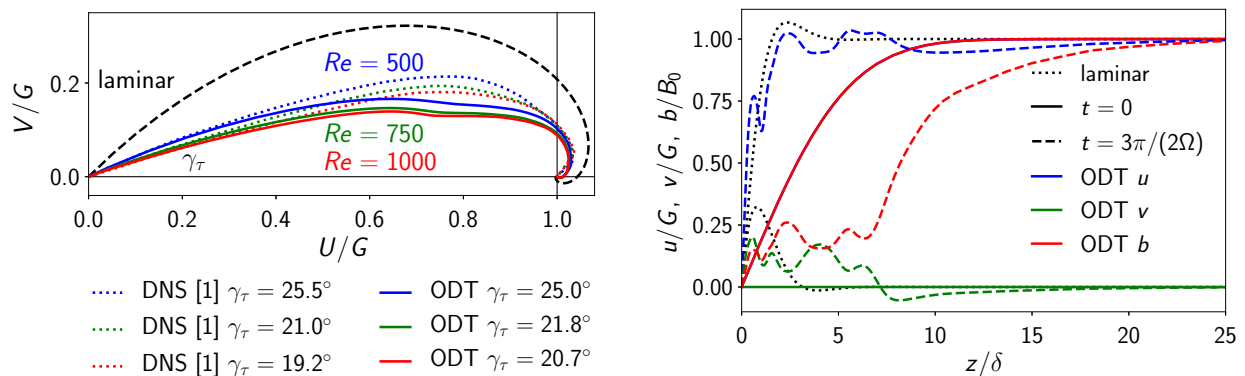 V/G
0.2
0.0
laminar
Re = 500
Re = 750
Re = 1000
γτ
0.0 0.2 0.4 0.6 0.8 1.0
U/G
DNS [1] γτ = 25.5° ODT γτ = 25.0°
DNS [1] γτ = 21.0° ODT γτ = 21.8°
DNS [1] γτ = 19.2° ODT γτ = 20.7°
u/G, v/G, b/B₀
1.00
0.75
0.50
0.25
0.00
laminar
t = 0
t = 3π/(2Ω)
ODT u
ODT v
ODT b
0 5 10 15 20 25
z/δ